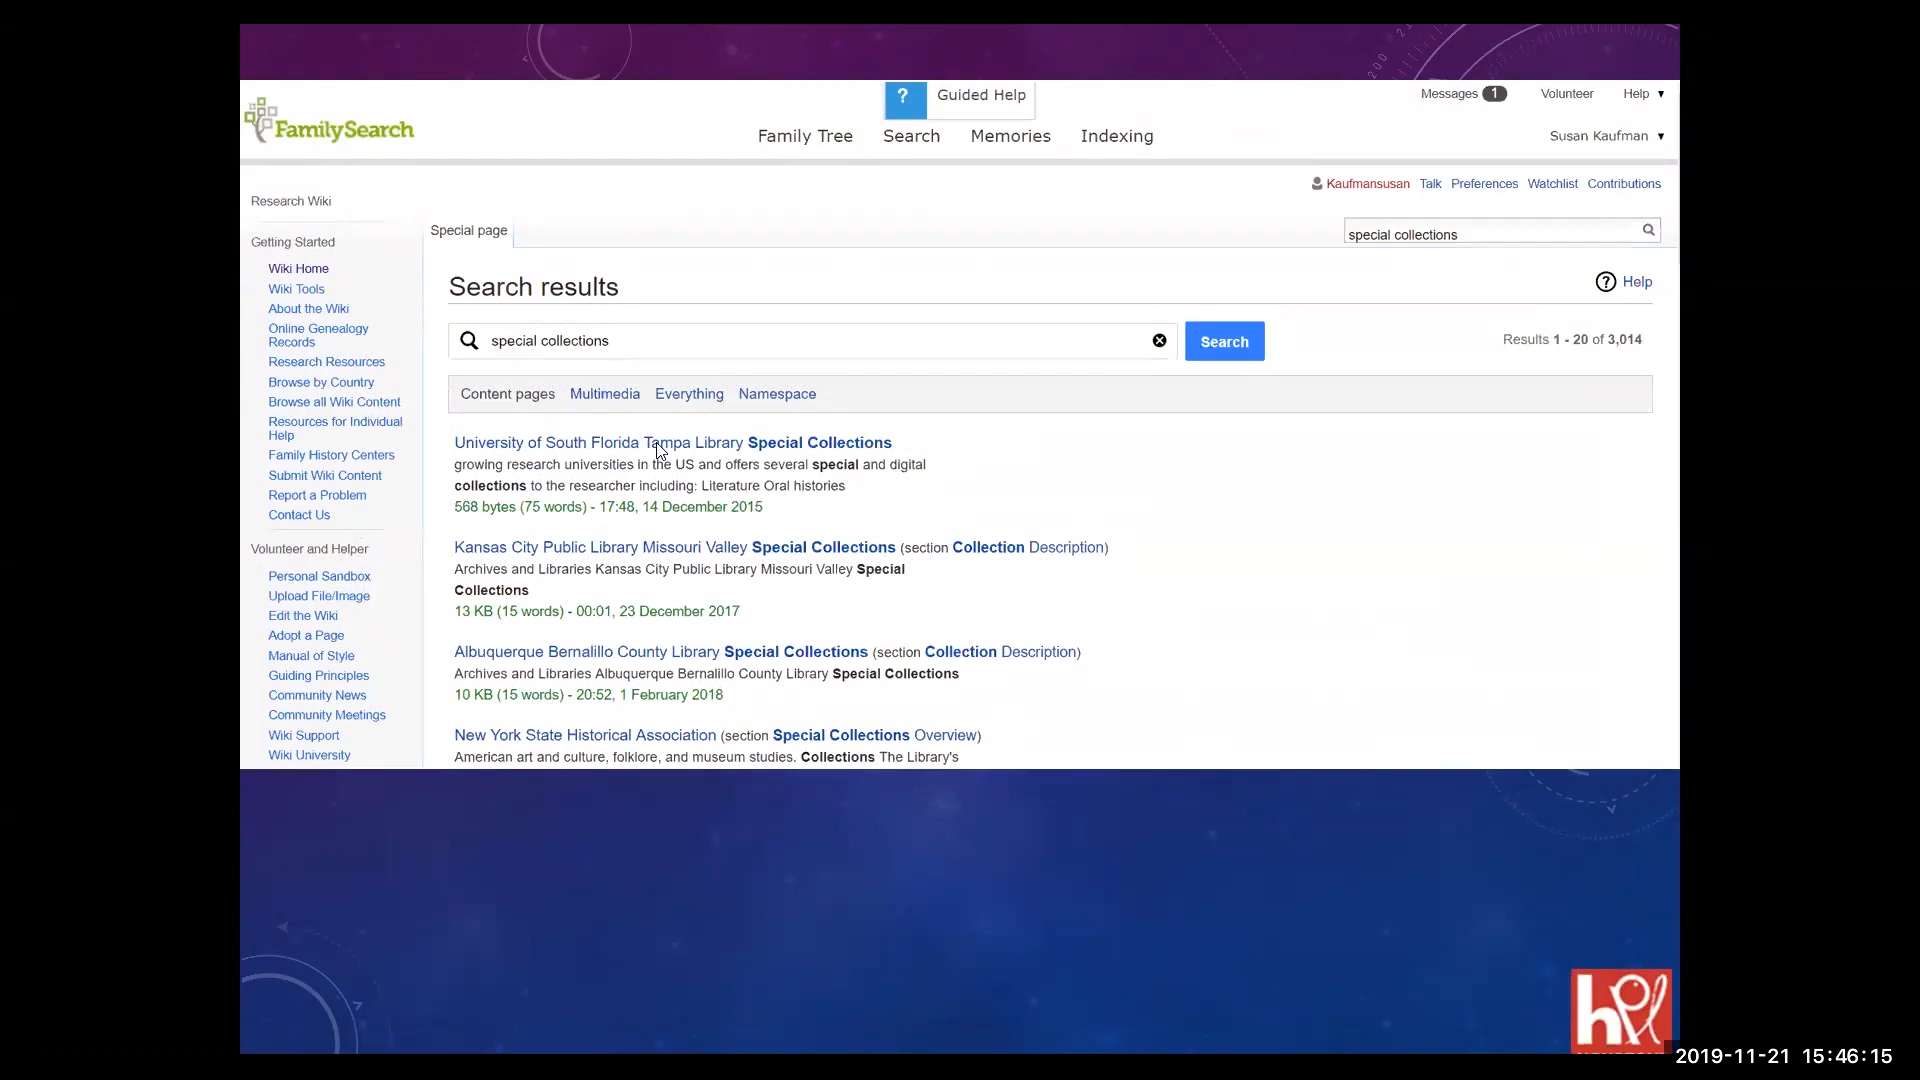 200
21
? Guided Help
Messages 1 Volunteer Help ▼
FamilySearch
Family Tree Search Memories Indexing
Susan Kaufman ▼
Kaufmansusan Talk Preferences Watchlist Contributions
Research Wiki
Getting Started
Wiki Home
Wiki Tools
About the Wiki
Online Genealogy
Records
Research Resources
Browse by Country
Browse all Wiki Content
Resources for Individual
Help
Family History Centers
Submit Wiki Content
Report a Problem
Contact Us
Volunteer and Helper
Personal Sandbox
Upload File/Image
Edit the Wiki
Adopt a Page
Manual of Style
Guiding Principles
Community News
Community Meetings
Wiki Support
Wiki University
Special page
special collections
Search results
? Help
special collections
Search
Results 1 - 20 of 3,014
Content pages Multimedia Everything Namespace
University of South Florida Tampa Library Special Collections
growing research universities in the US and offers several special and digital
collections to the researcher including: Literature Oral histories
568 bytes (75 words) - 17:48, 14 December 2015
Kansas City Public Library Missouri Valley Special Collections (section Collection Description)
Archives and Libraries Kansas City Public Library Missouri Valley Special
Collections
13 KB (15 words) - 00:01, 23 December 2017
Albuquerque Bernalillo County Library Special Collections (section Collection Description)
Archives and Libraries Albuquerque Bernalillo County Library Special Collections
10 KB (15 words) - 20:52, 1 February 2018
New York State Historical Association (section Special Collections Overview)
American art and culture, folklore, and museum studies. Collections The Library's
hpl
2019-11-21 15:46:15